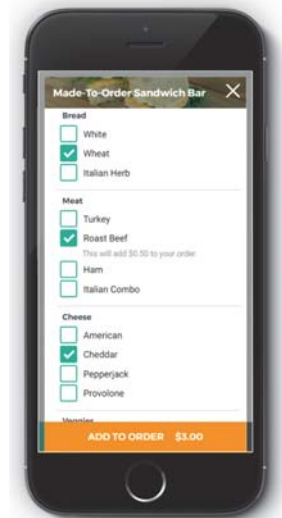 Made-To-Order Sandwich Bar
Bread
White
Wheat
Italian Herb
Meat
Turkey
Roast Beef
This will add $0.50 to your order.
Ham
Italian Combo
Cheese
American
Cheddar
Pepperjack
Provolone
Veggies
ADD TO ORDER $3.00